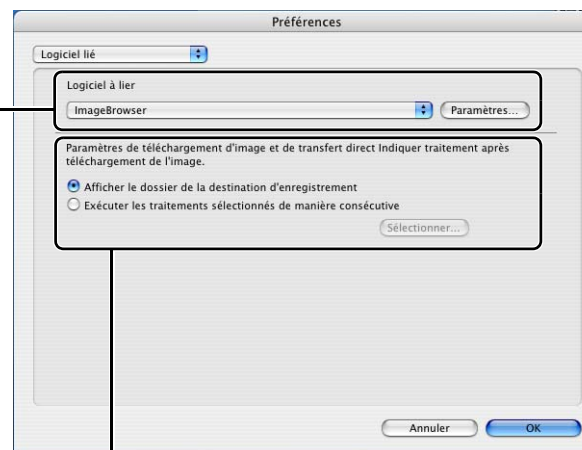 Préférences
Logiciel lié
Logiciel à lier
ImageBrowser
Paramètres...
Paramètres de téléchargement d'image et de transfert direct Indiquer traitement après
téléchargement de l'image.
Afficher le dossier de la destination d'enregistrement
Exécuter les traitements sélectionnés de manière consécutive
Sélectionner...
Annuler
OK